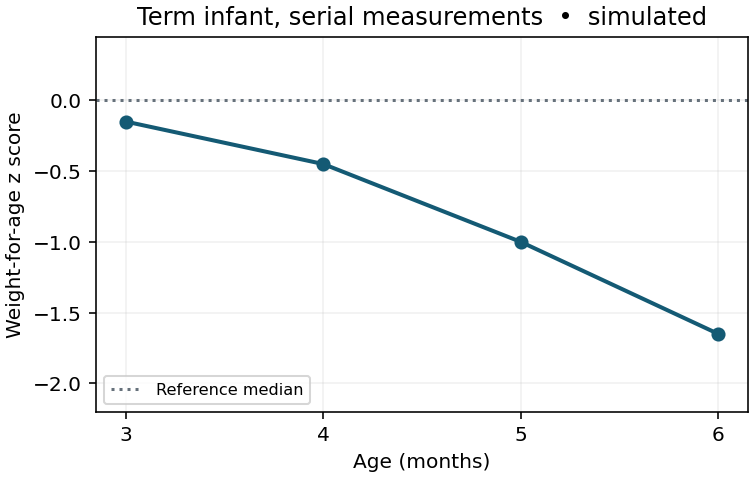 Term infant, serial measurements • simulated
Weight-for-age z score
0.0
−0.5
−1.0
−1.5
−2.0
Reference median
3 4 5 6
Age (months)